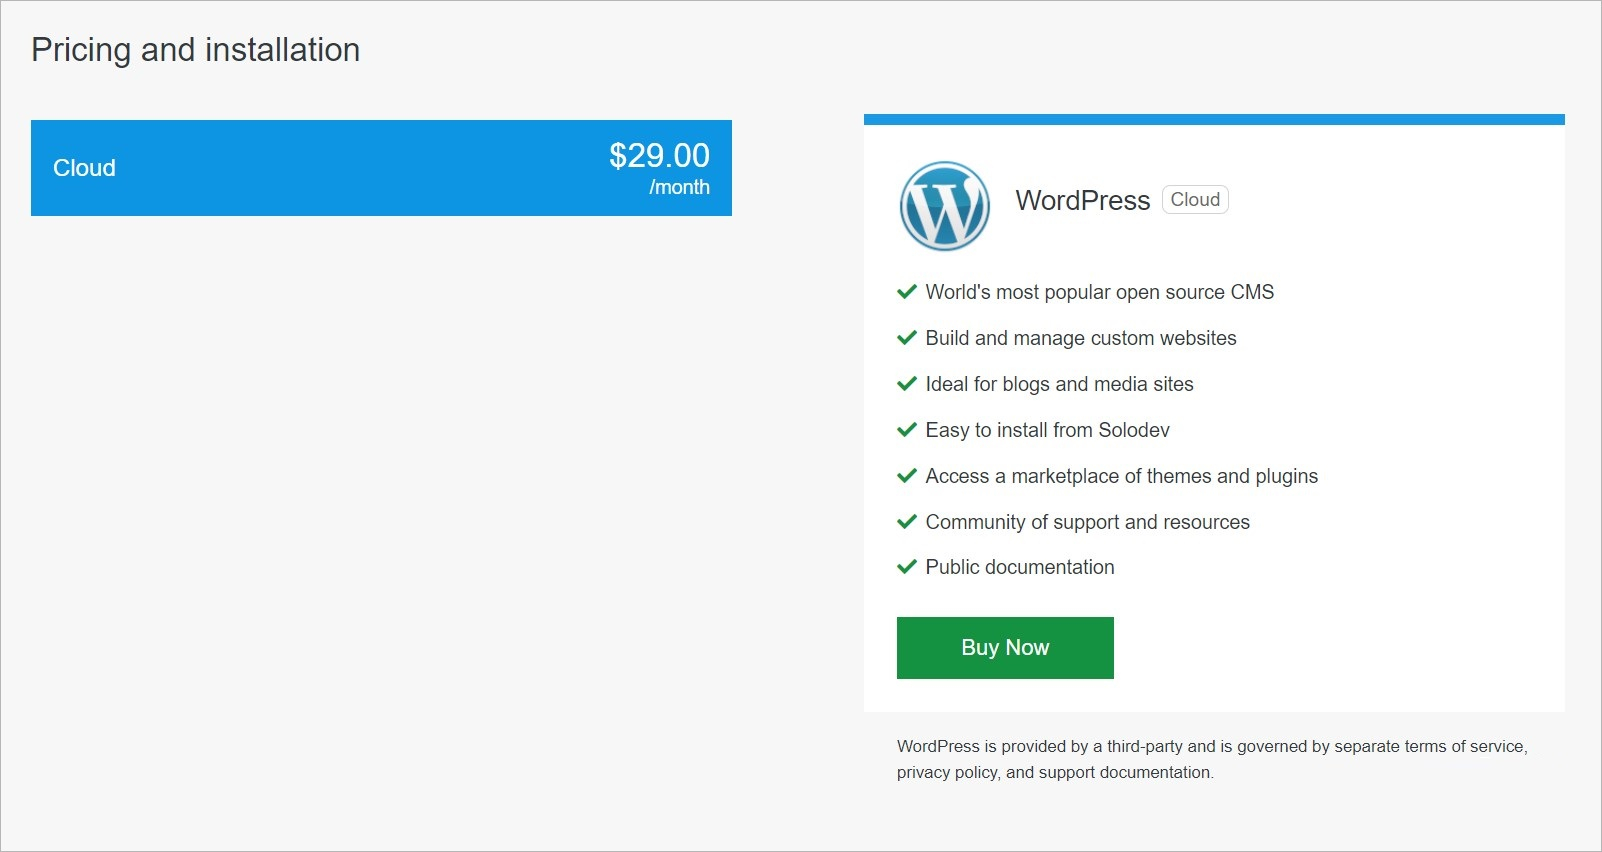 Pricing and installation
Cloud
$29.00
/month
WordPress
Cloud
World's most popular open source CMS
Build and manage custom websites
Ideal for blogs and media sites
Easy to install from Solodev
Access a marketplace of themes and plugins
Community of support and resources
Public documentation
Buy Now
WordPress is provided by a third-party and is governed by separate terms of service,
privacy policy, and support documentation.